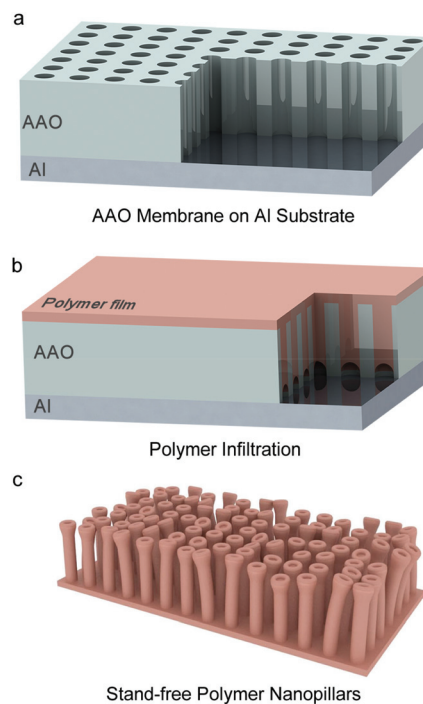 a
AAO
Al
AAO Membrane on Al Substrate
b
Polymer film
AAO
Al
Polymer Infiltration
c
Stand-free Polymer Nanopillars